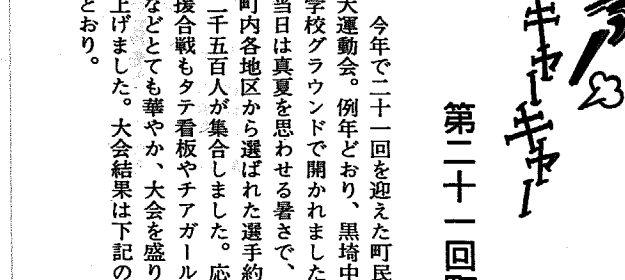 キャーキャー
第二十一回町
今年で二十一回を迎えた町民
大運動会。例年どおり、黒埼中
学校グラウンドで開かれました
当日は真夏を思わせる暑さで、
町内各地区から選ばれた選手約
二千五百人が集合しました。応
援合戦もタテ看板やチアガール
などとても華やか、大会を盛り
上げました。大会結果は下記の
とおり。